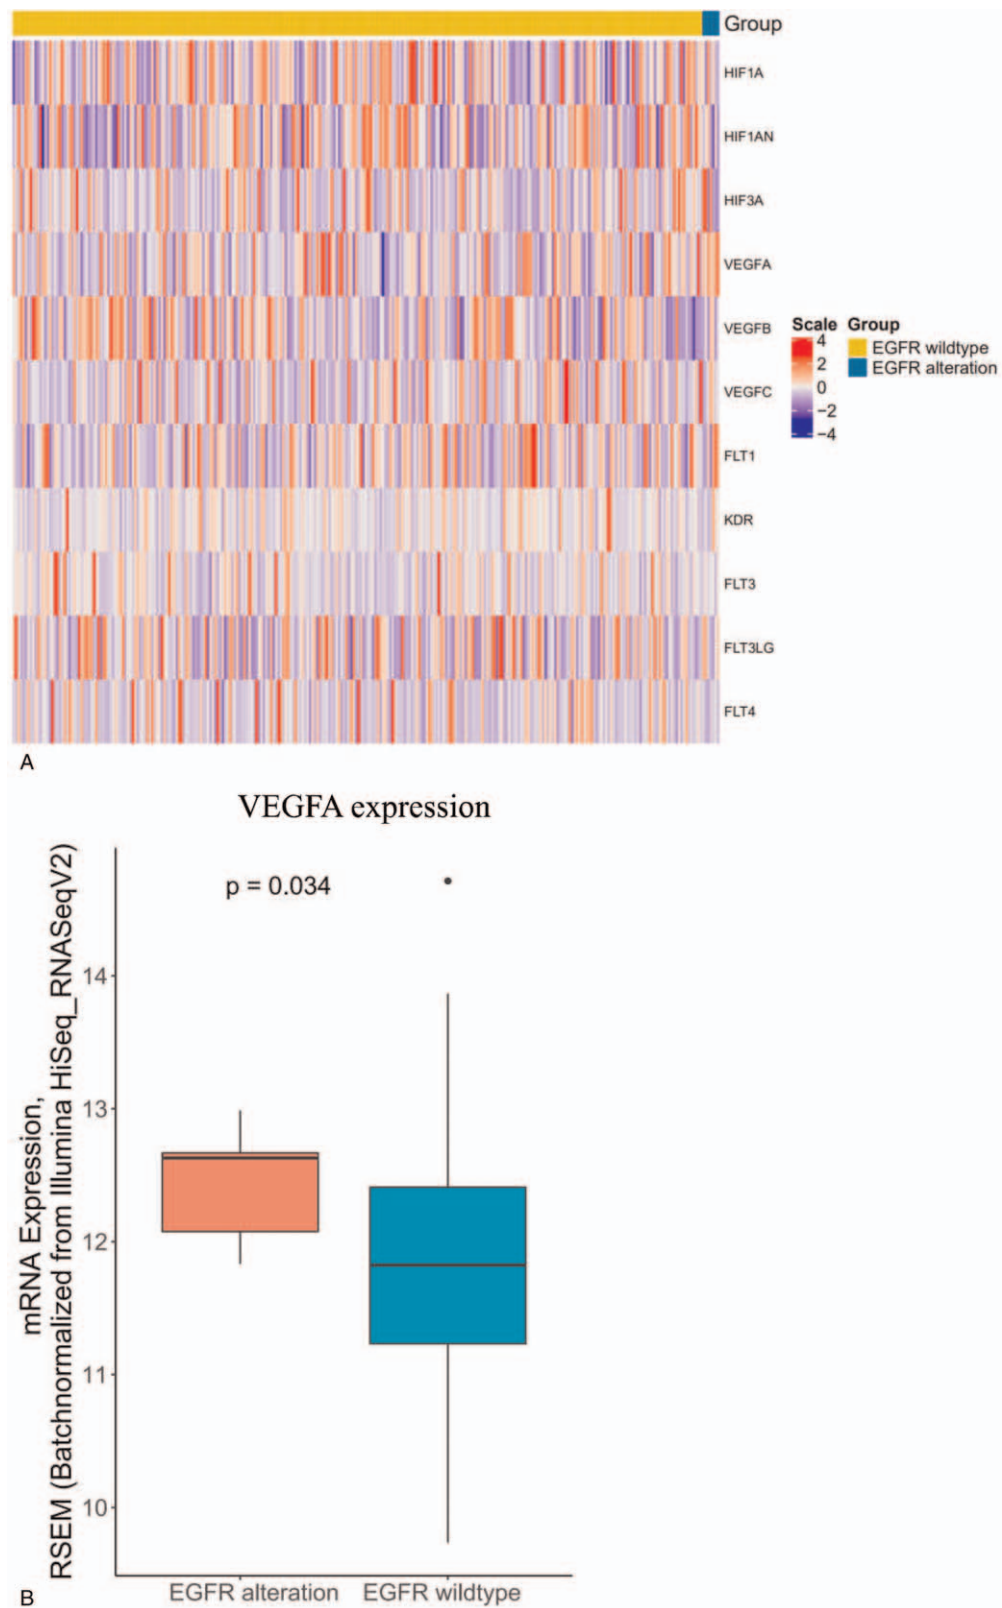 Group
HIF1A
HIF1AN
HIF3A
VEGFA
VEGFB
VEGFC
FLT1
KDR
FLT3
FLT3LG
FLT4
Scale Group
4
2
0
−2
−4
EGFR wildtype
EGFR alteration
A
VEGFA expression
p = 0.034
mRNA Expression,
RSEM (Batchnormalized from Illumina HiSeq_RNASeqV2)
14
13
12
11
10
EGFR alteration EGFR wildtype
B